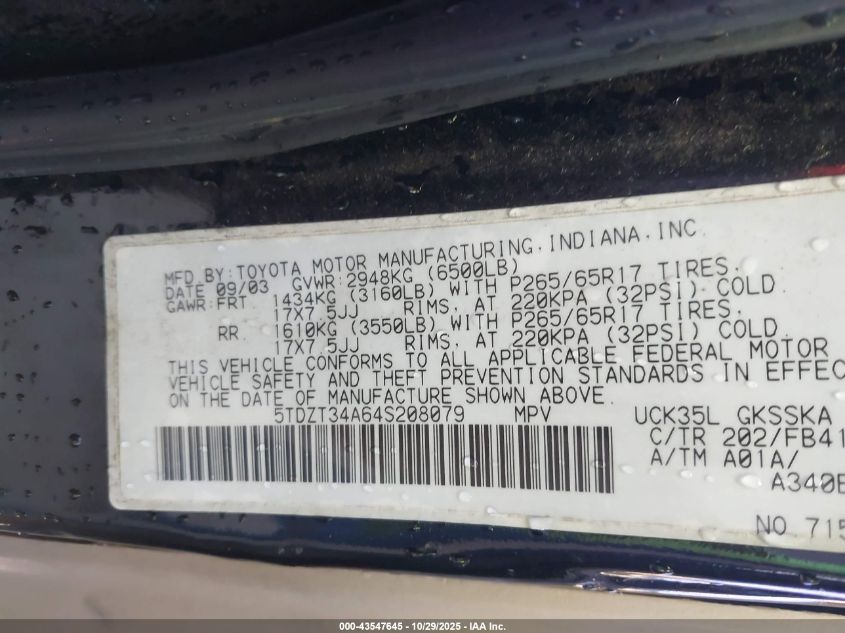 MFD BY: TOYOTA MOTOR MANUFACTURING, INDIANA, INC
DATE 09/03 GVWR: 2948KG (6500LB)
GAWR: FRT 1434KG (3160LB) WITH P265/65R17 TIRES.
17X7.5JJ RIMS. AT 220KPA (32PSI) COLD
RR 1610KG (3550LB) WITH P265/65R17 TIRES.
17X7.5JJ RIMS. AT 220KPA (32PSI) COLD.
THIS VEHICLE CONFORMS TO ALL APPLICABLE FEDERAL MOTOR
VEHICLE SAFETY AND THEFT PREVENTION STANDARDS IN EFFEC
ON THE DATE OF MANUFACTURE SHOWN ABOVE.
5TDZT34A64S208079 MPV UCK35L GKSSKA
C/TR 202/FB41
A/TM A01A/
A340E
NO 715
000-43547645 - 10/29/2025 - IAA Inc.